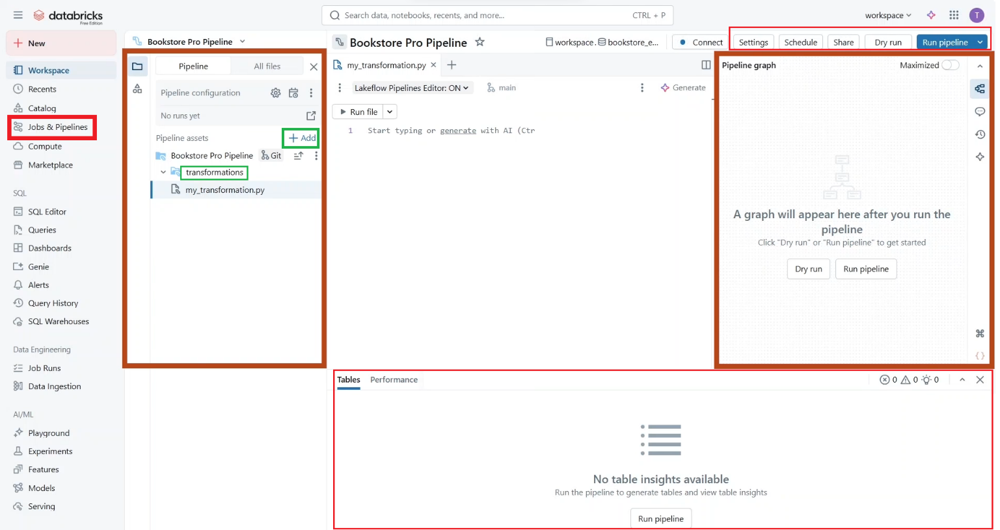 databricks
Free Edition
Search data, notebooks, recents, and more...
CTRL + P
workspace
T
New
Workspace
Recents
Catalog
Jobs & Pipelines
Compute
Marketplace
SQL
SQL Editor
Queries
Dashboards
Genie
Alerts
Query History
SQL Warehouses
Data Engineering
Job Runs
Data Ingestion
AI/ML
Playground
Experiments
Features
Models
Serving
Bookstore Pro Pipeline
Pipeline
All files
Pipeline configuration
No runs yet
Pipeline assets
Add
Bookstore Pro Pipeline
Git
transformations
my_transformation.py
Bookstore Pro Pipeline
workspace.
bookstore_e...
Connect
Settings
Schedule
Share
Dry run
Run pipeline
my_transformation.py
Lakeflow Pipelines Editor: ON
main
Generate
Run file
1
Start typing or generate with AI (Ctr
Pipeline graph
Maximized
A graph will appear here after you run the
pipeline
Click "Dry run" or "Run pipeline" to get started
Dry run
Run pipeline
Tables
Performance
0
0
0
No table insights available
Run the pipeline to generate tables and view table insights
Run pipeline